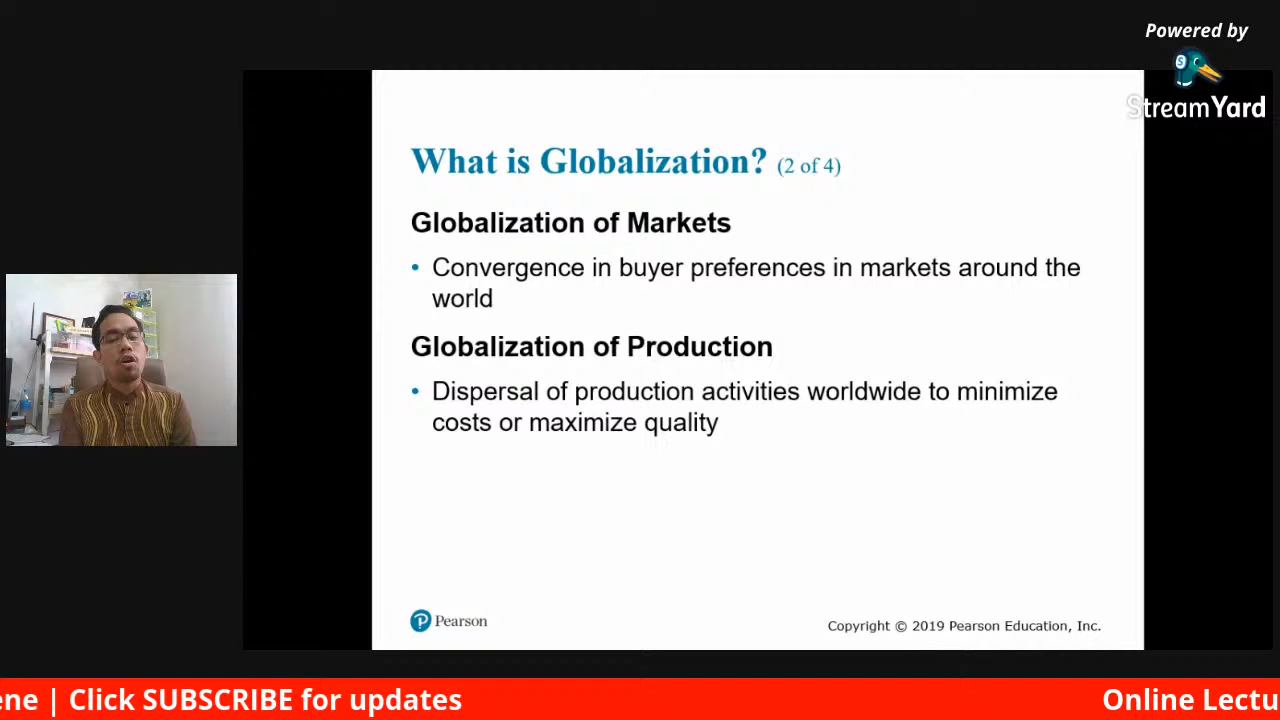 Powered by
StreamYard
What is Globalization? (2 of 4)
Globalization of Markets
• Convergence in buyer preferences in markets around the
world
Globalization of Production
• Dispersal of production activities worldwide to minimize
costs or maximize quality
Pearson
Copyright © 2019 Pearson Education, Inc.
ene | Click SUBSCRIBE for updates
Online Lectu